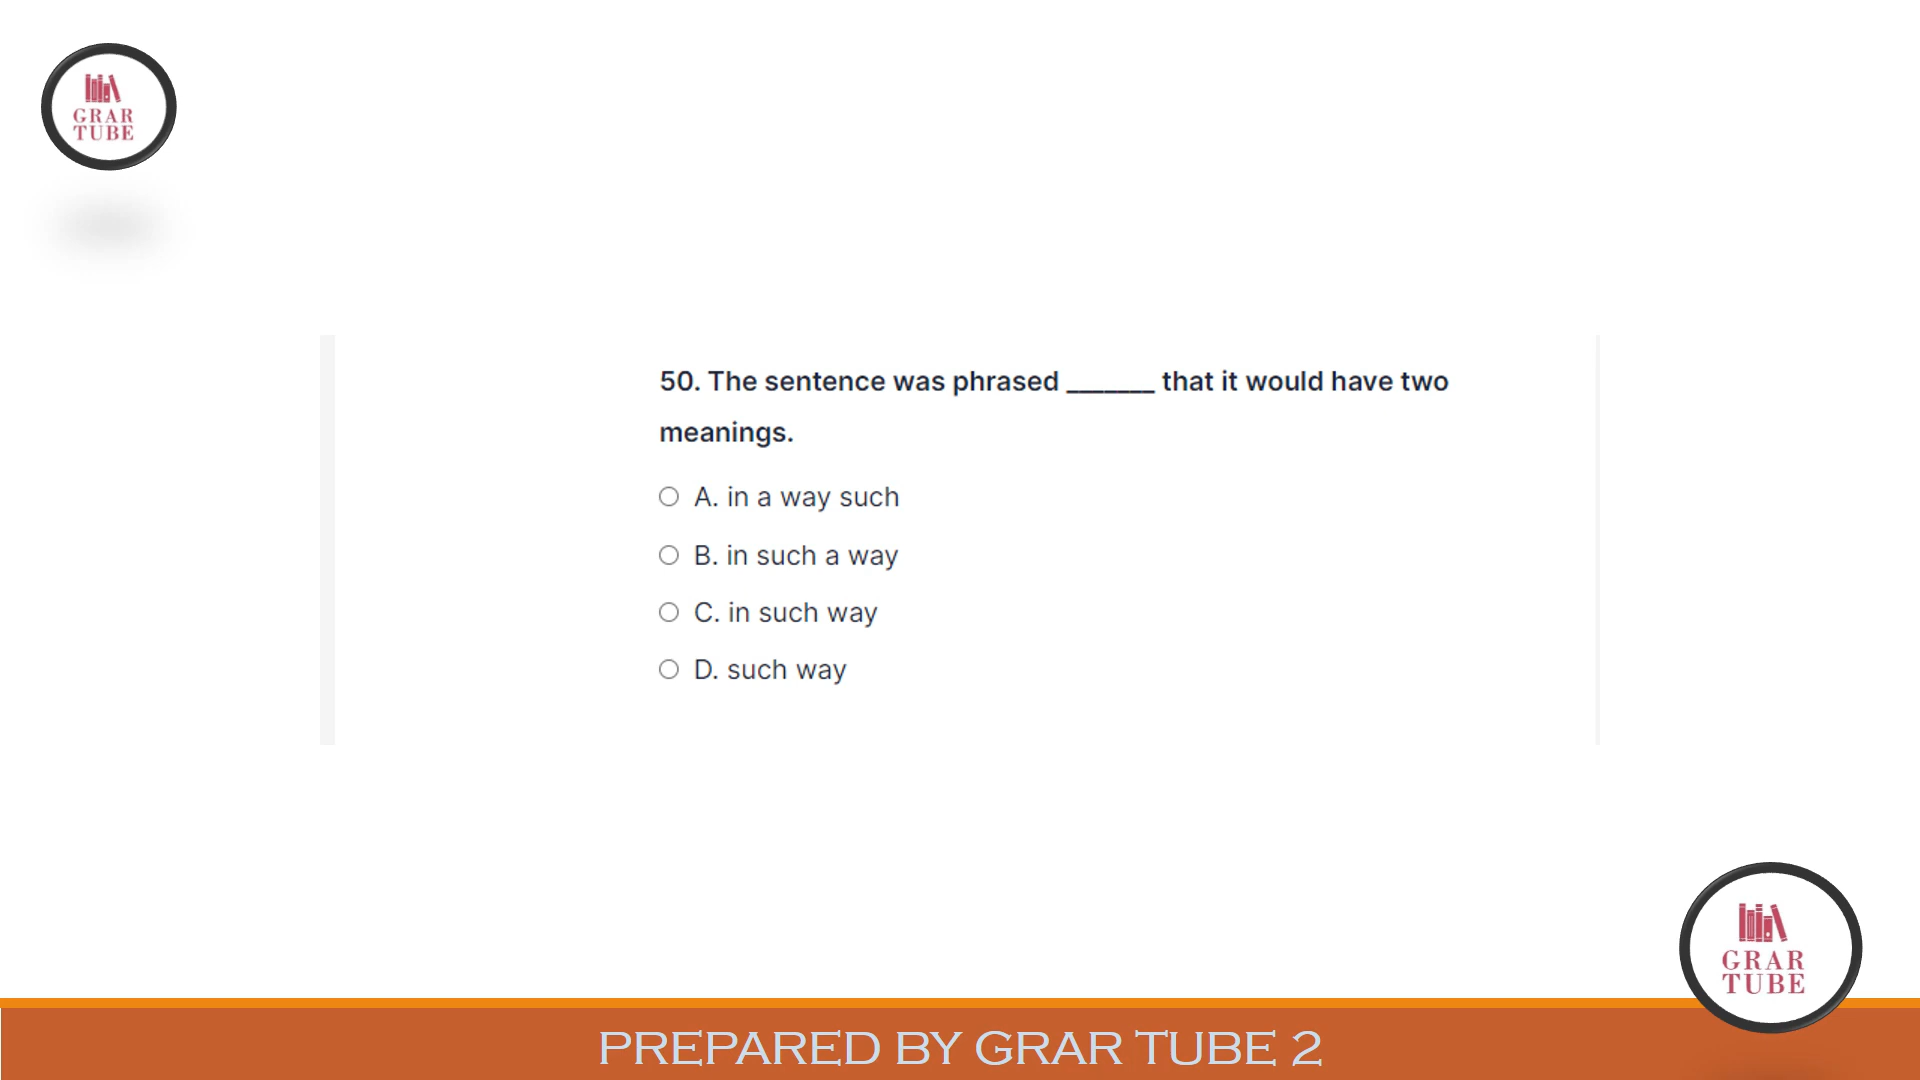 GRAR
TUBE
50. The sentence was phrased _______ that it would have two
meanings.
A. in a way such
B. in such a way
C. in such way
D. such way
GRAR
TUBE
PREPARED BY GRAR TUBE 2